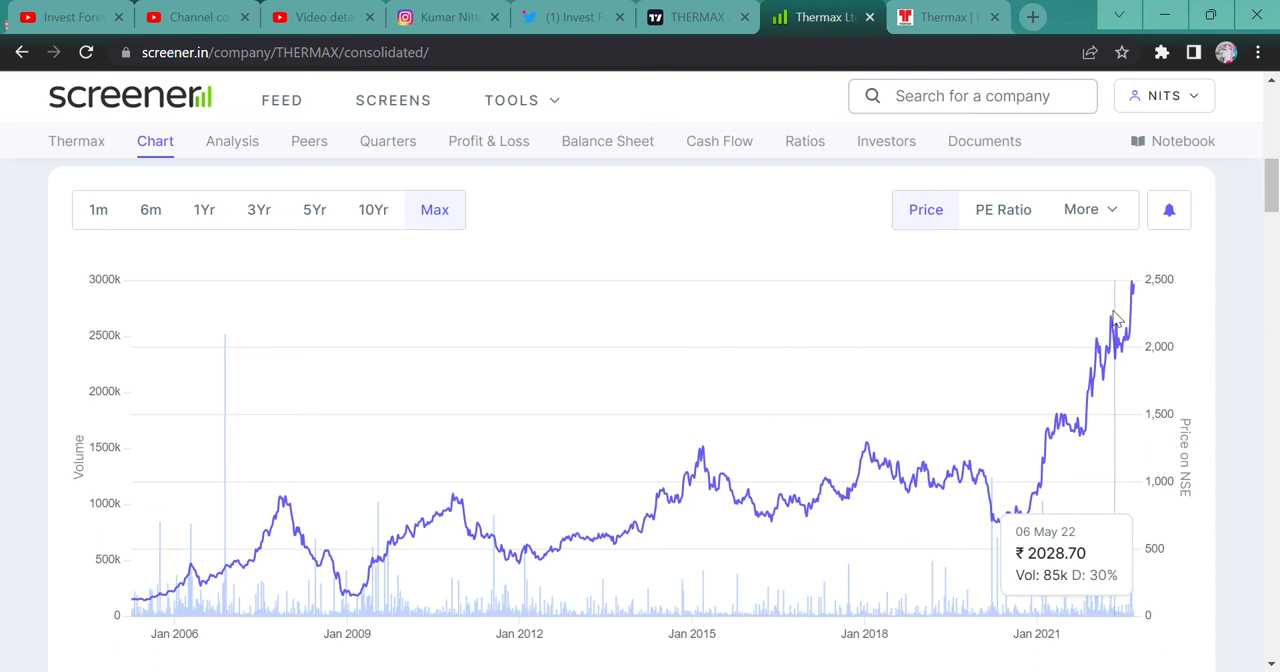 Invest Fore
Channel co
Video deta
Kumar Nitt
(1) Invest F
THERMAX
Thermax Lt
Thermax |
screener.in/company/THERMAX/consolidated/
screener
FEED
SCREENS
TOOLS
Search for a company
NITS
Thermax
Chart
Analysis
Peers
Quarters
Profit & Loss
Balance Sheet
Cash Flow
Ratios
Investors
Documents
Notebook
1m
6m
1Yr
3Yr
5Yr
10Yr
Max
Price
PE Ratio
More
3000k
2500k
2000k
1500k
1000k
500k
0
Volume
2,500
2,000
1,500
1,000
500
0
Price on NSE
06 May 22
₹ 2028.70
Vol: 85k D: 30%
Jan 2006
Jan 2009
Jan 2012
Jan 2015
Jan 2018
Jan 2021